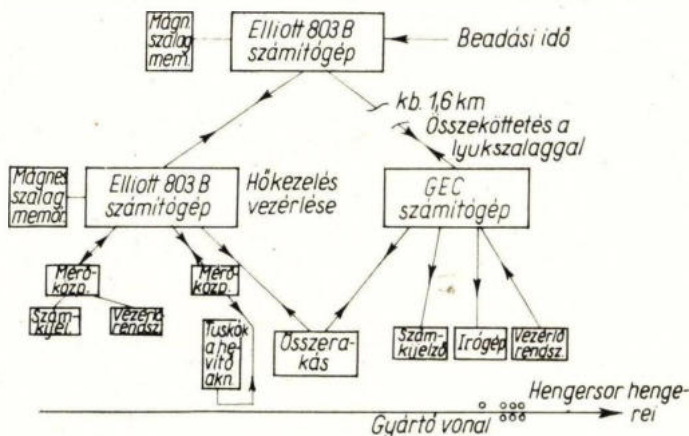 Mágn.
szalag
mem.
Elliott 803 B
számítógép
Beadási idő
kb. 1,6 km
Összeköttetés a
lyukszalaggal
Mágnes
szalag
memór.
Elliott 803 B
számítógép
Hőkezelés
vezérlése
GEC
számítógép
Mérő-
közp.
Mérő-
közp.
Szám-
kijel.
Vezérlő
rendsz.
Tuskók
a he-
vítő
akn.
Összera-
kás
Szám-
kijelző
Irógép
Vezérlő
rendsz.
Hengersor henge-
rei
Gyártó vonal